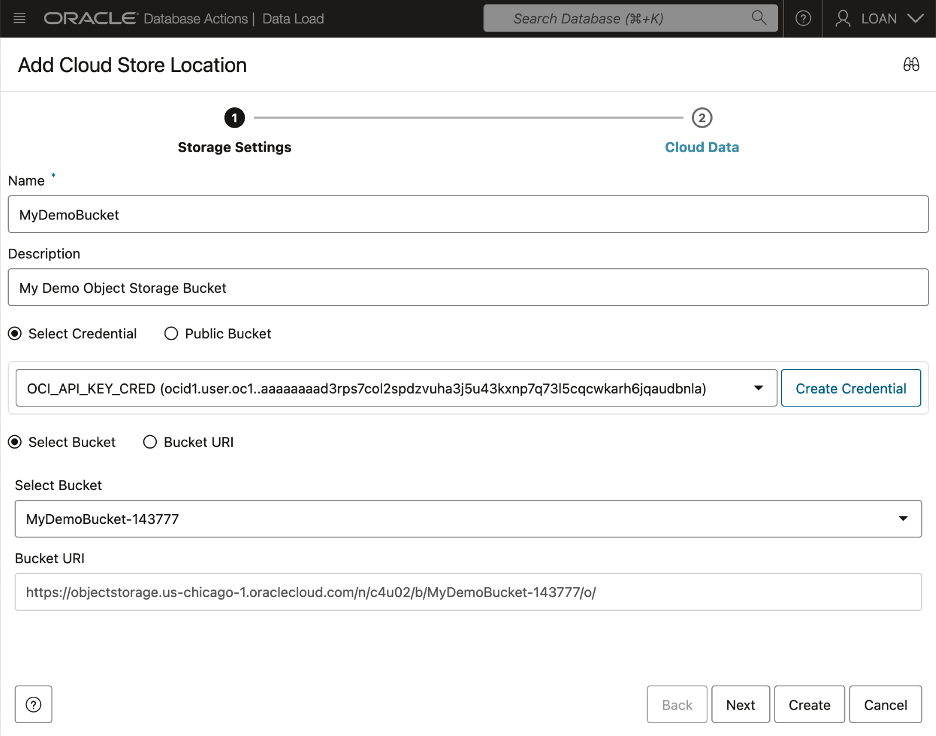 ORACLE Database Actions | Data Load
Search Database (⌘+K)
LOAN
Add Cloud Store Location
1
2
Storage Settings
Cloud Data
Name *
MyDemoBucket
Description
My Demo Object Storage Bucket
Select Credential
Public Bucket
OCI_API_KEY_CRED (ocid1.user.oc1..aaaaaaaad3rps7col2spdzvuha3j5u43kxnp7q73l5cqcwkarh6jqaudbnla)
Create Credential
Select Bucket
Bucket URI
Select Bucket
MyDemoBucket-143777
Bucket URI
https://objectstorage.us-chicago-1.oraclecloud.com/n/c4u02/b/MyDemoBucket-143777/o/
Back
Next
Create
Cancel